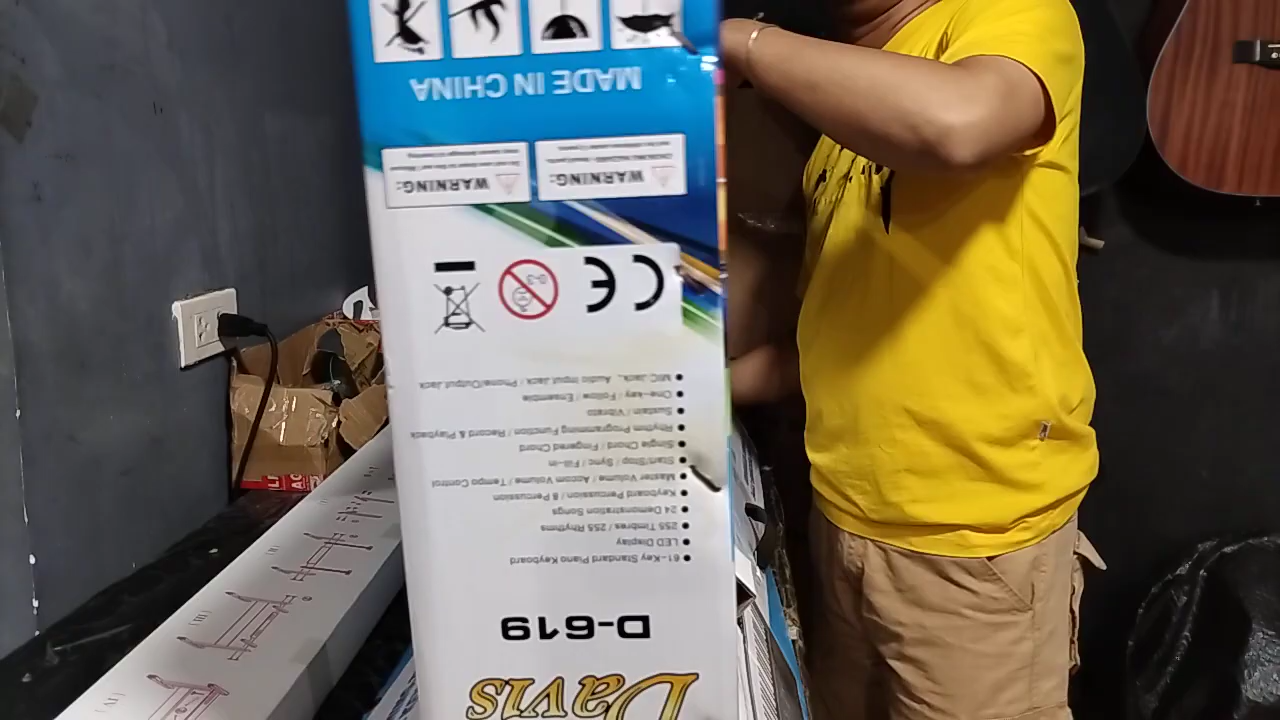 Davis
D-619
• 61-Key Standard Piano Keyboard
• LED Display
• 255 Timbres / 255 Rhythms
• 24 Demonstration Songs
• Keyboard Percussion / 8 Percussion
• Master Volume / Accom Volume / Tempo Control
• Start/Stop / Sync / Fill-in
• Single Chord / Fingered Chord
• Rhythm Programming Function / Record & Playback
• Sustain / Vibrato
• One-key / Follow / Ensemble
• MIC Jack, Audio Input Jack / Phone/Output Jack
CE
0-3
WARNING:
WARNING:
MADE IN CHINA